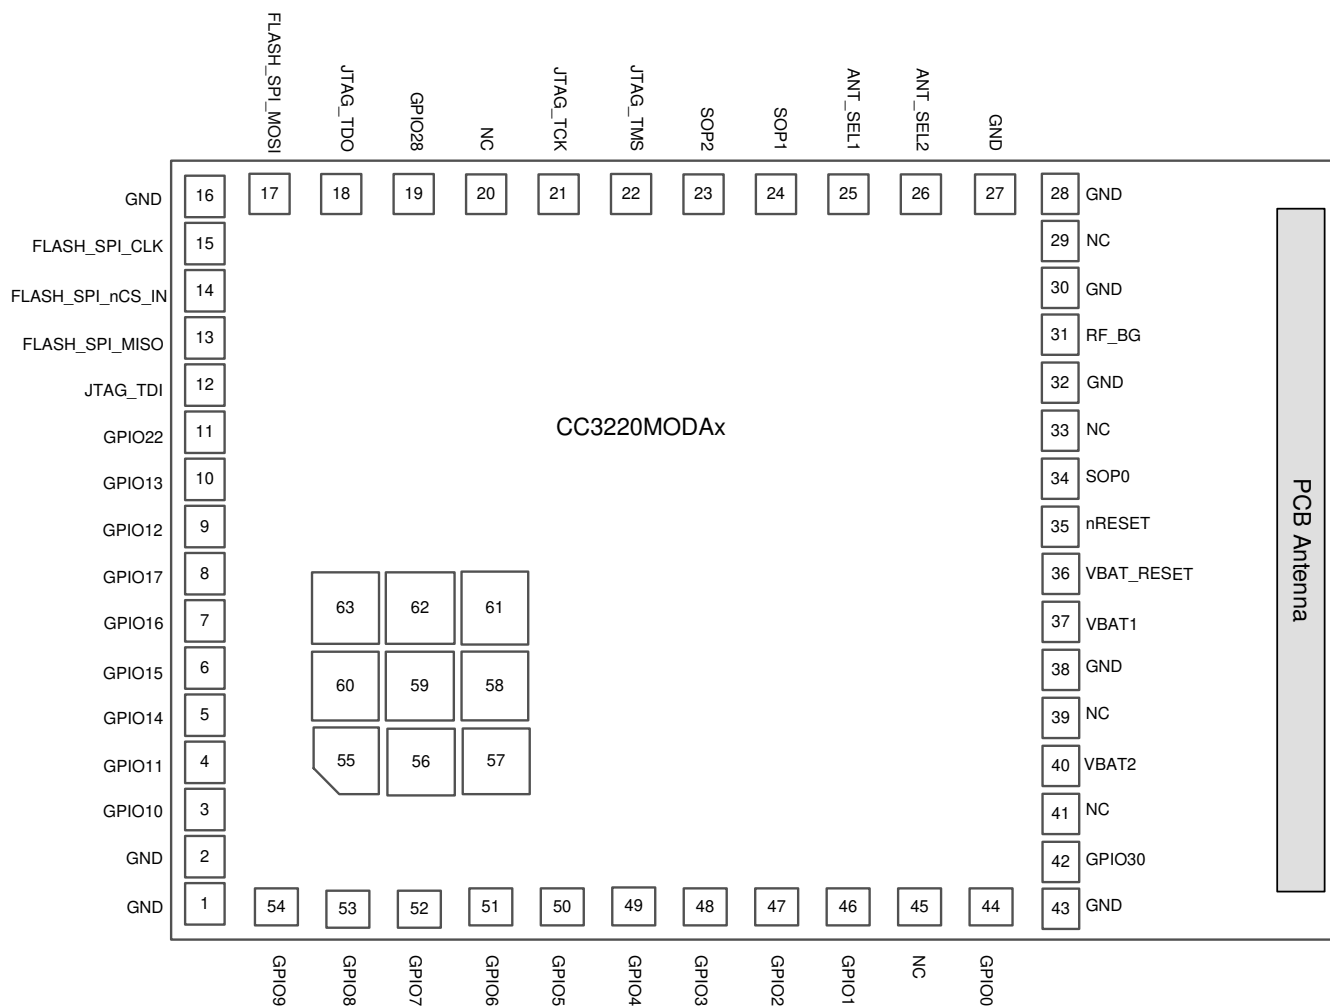 FLASH_SPI_MOSI
JTAG_TDO
GPIO28
NC
JTAG_TCK
JTAG_TMS
SOP2
SOP1
ANT_SEL1
ANT_SEL2
GND
GND 16 17 18 19 20 21 22 23 24 25 26 27 28 GND
FLASH_SPI_CLK 15 29 NC
FLASH_SPI_nCS_IN 14 30 GND
FLASH_SPI_MISO 13 31 RF_BG
JTAG_TDI 12 32 GND
GPIO22 11 33 NC
CC3220MODAx
GPIO13 10 34 SOP0
GPIO12 9 35 nRESET
GPIO17 8 36 VBAT_RESET
GPIO16 7 63 62 61 37 VBAT1
GPIO15 6 60 59 58 38 GND
GPIO14 5 39 NC
GPIO11 4 55 56 57 40 VBAT2
GPIO10 3 41 NC
GND 2 42 GPIO30
GND 1 54 53 52 51 50 49 48 47 46 45 44 43 GND
PCB Antenna
GPIO9
GPIO8
GPIO7
GPIO6
GPIO5
GPIO4
GPIO3
GPIO2
GPIO1
NC
GPIO0